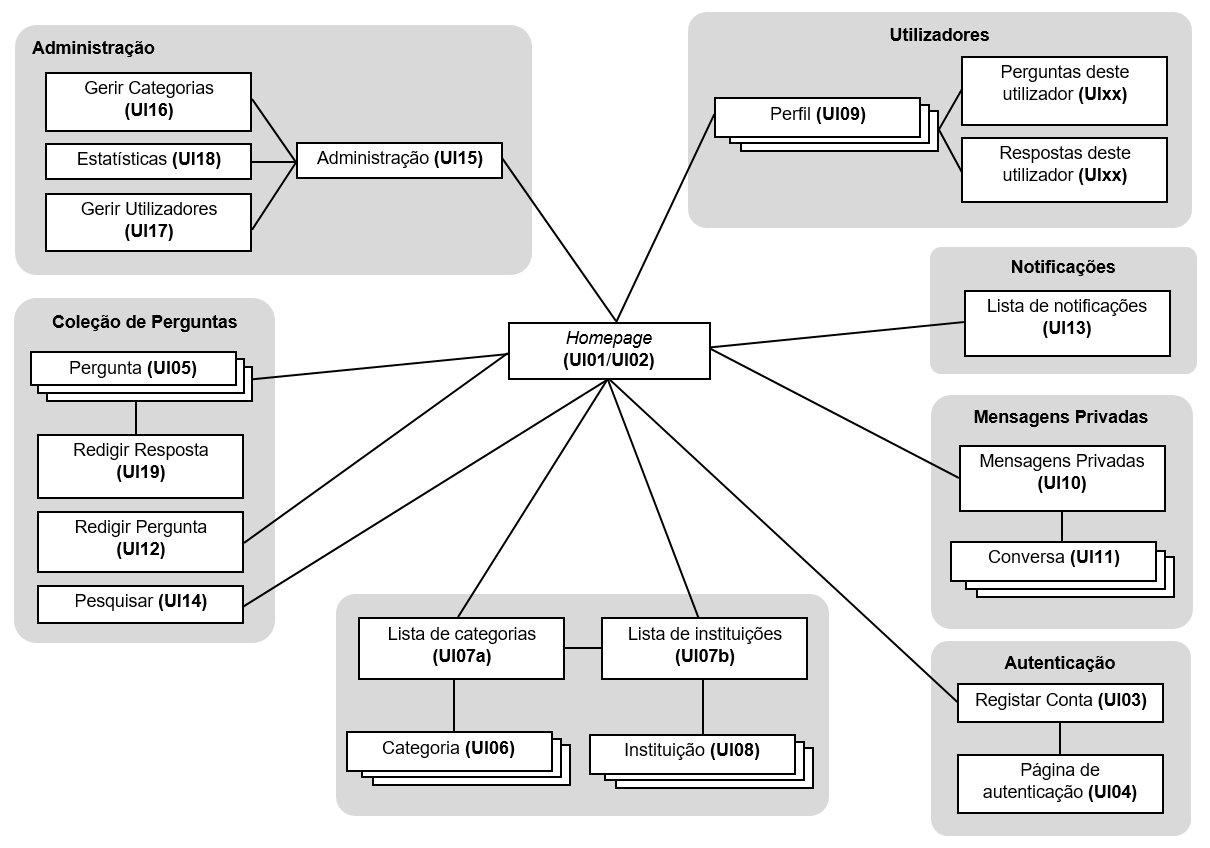 Administração
Gerir Categorias
(UI16)
Estatísticas (UI18)
Gerir Utilizadores
(UI17)
Administração (UI15)
Utilizadores
Perfil (UI09)
Perguntas deste
utilizador (UIxx)
Respostas deste
utilizador (UIxx)
Notificações
Lista de notificações
(UI13)
Homepage
(UI01/UI02)
Coleção de Perguntas
Pergunta (UI05)
Redigir Resposta
(UI19)
Redigir Pergunta
(UI12)
Pesquisar (UI14)
Mensagens Privadas
Mensagens Privadas
(UI10)
Conversa (UI11)
Lista de categorias
(UI07a)
Lista de instituições
(UI07b)
Categoria (UI06)
Instituição (UI08)
Autenticação
Registar Conta (UI03)
Página de
autenticação (UI04)